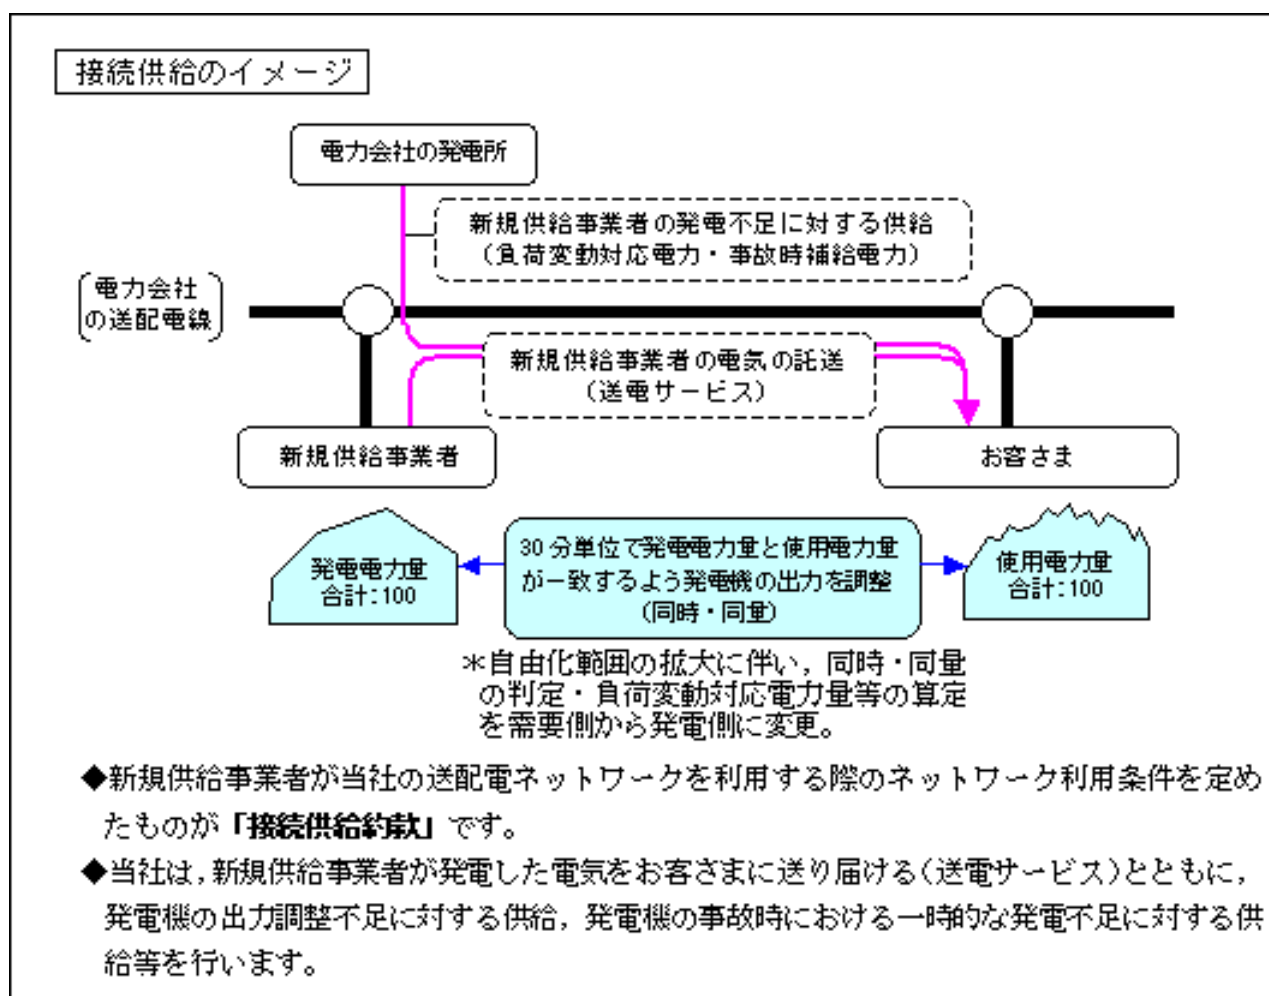 接続供給のイメージ
電力会社の発電所
新規供給事業者の発電不足に対する供給
（負荷変動対応電力・事故時補給電力）
電力会社
の送配電線
新規供給事業者の電気の託送
（送電サービス）
新規供給事業者
お客さま
発電電力量
合計：100
30分単位で発電電力量と使用電力量
が一致するよう発電機の出力を調整
（同時・同量）
使用電力量
合計：100
＊自由化範囲の拡大に伴い，同時・同量
の判定・負荷変動対応電力量等の算定
を需要側から発電側に変更。
◆新規供給事業者が当社の送配電ネットワークを利用する際のネットワーク利用条件を定め
たものが「接続供給約款」です。
◆当社は，新規供給事業者が発電した電気をお客さまに送り届ける（送電サービス）とともに，
発電機の出力調整不足に対する供給，発電機の事故時における一時的な発電不足に対する供
給等を行います。